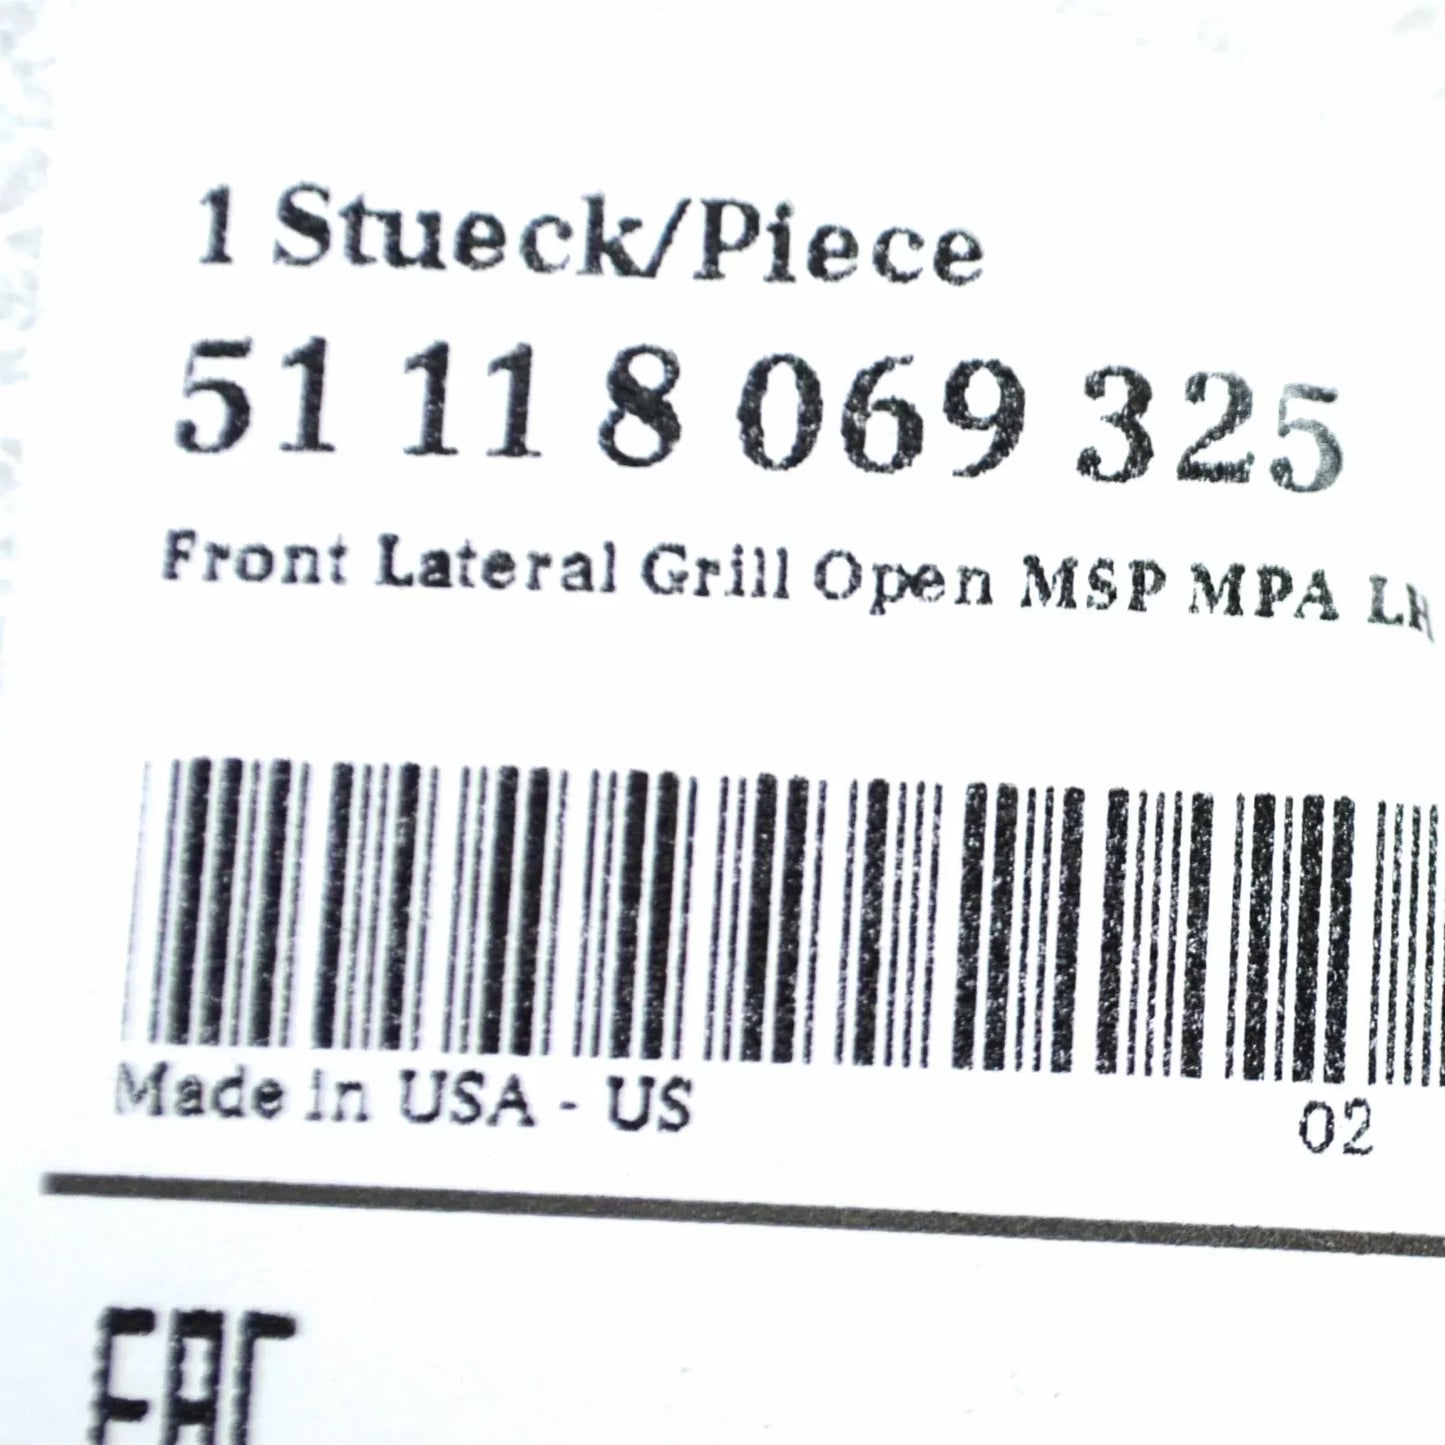 1 Stueck/Piece
51 11 8 069 325
Front Lateral Grill Open MSP MPA LH
Made in USA - US
02
EAC